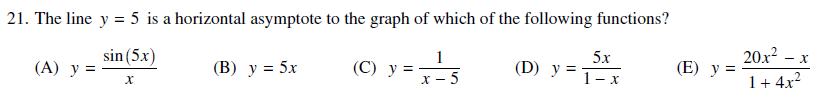 21. The line y = 5 is a horizontal asymptote to the graph of which of the following functions?
(A) y = sin(5x)/x (B) y = 5x (C) y = 1/(x − 5) (D) y = 5x/(1 − x) (E) y = (20x² − x)/(1 + 4x²)